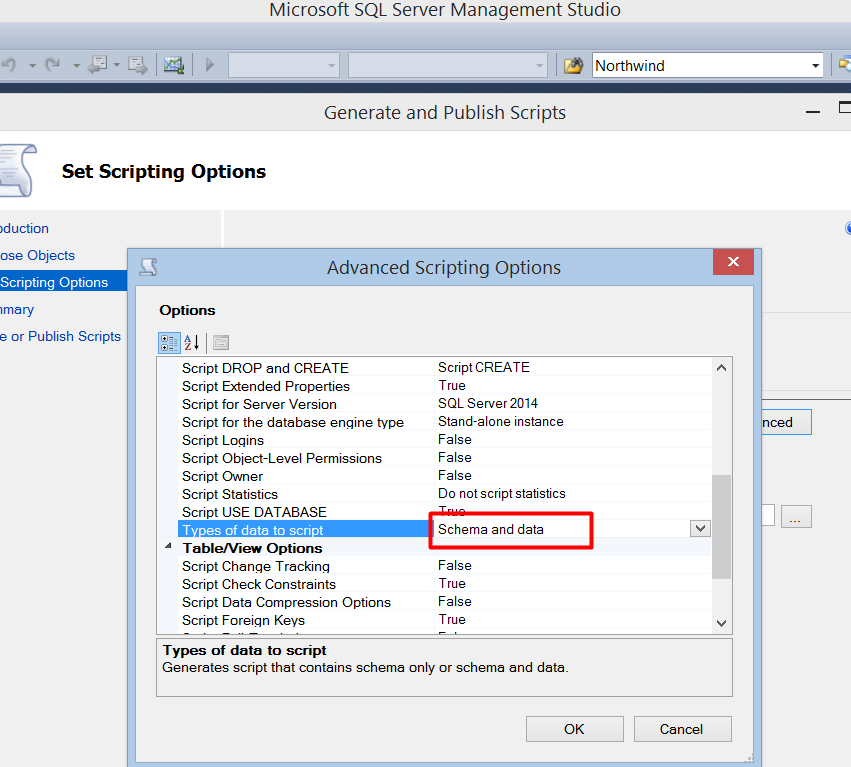 Microsoft SQL Server Management Studio
Northwind
Generate and Publish Scripts
Set Scripting Options
oduction
ose Objects
Scripting Options
nmary
e or Publish Scripts
Advanced Scripting Options
Options
Script DROP and CREATE Script CREATE
Script Extended Properties True
Script for Server Version SQL Server 2014
Script for the database engine type Stand-alone instance
Script Logins False
Script Object-Level Permissions False
Script Owner False
Script Statistics Do not script statistics
Script USE DATABASE True
Types of data to script Schema and data
Table/View Options
Script Change Tracking False
Script Check Constraints True
Script Data Compression Options False
Script Foreign Keys True
nced
...
Types of data to script
Generates script that contains schema only or schema and data.
OK Cancel